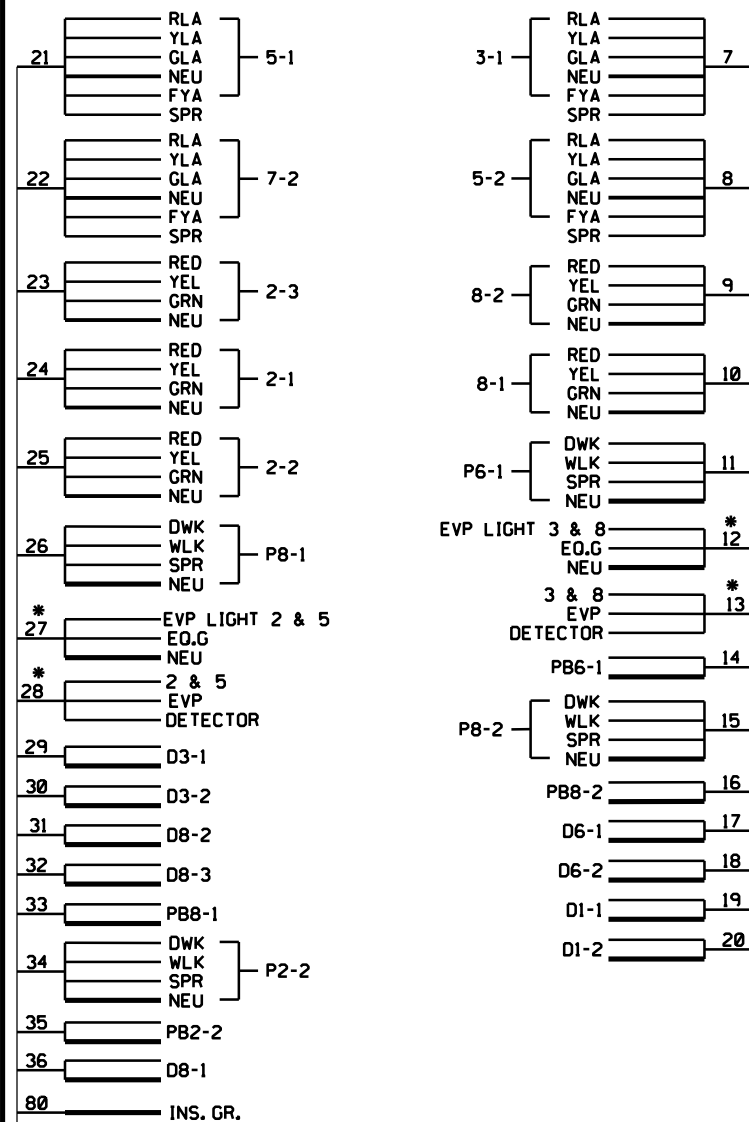 RLA
YLA
21 GLA 5-1
NEU
FYA
SPR
RLA
YLA
22 GLA 7-2
NEU
FYA
SPR
RED
23 YEL 2-3
GRN
NEU
RED
24 YEL 2-1
GRN
NEU
RED
25 YEL 2-2
GRN
NEU
DWK
26 WLK P8-1
SPR
NEU
*
27 EVP LIGHT 2 & 5
EO.G
NEU
*
28 2 & 5
EVP
DETECTOR
29 D3-1
30 D3-2
31 D8-2
32 D8-3
33 PB8-1
DWK
34 WLK P2-2
SPR
NEU
35 PB2-2
36 D8-1
80 INS. GR.
RLA
YLA
3-1 GLA 7
NEU
FYA
SPR
RLA
YLA
5-2 GLA 8
NEU
FYA
SPR
RED
8-2 YEL 9
GRN
NEU
RED
8-1 YEL 10
GRN
NEU
DWK
P6-1 WLK 11
SPR
NEU
EVP LIGHT 3 & 8 *
EO.G 12
NEU
3 & 8 *
EVP 13
DETECTOR
PB6-1 14
DWK
P8-2 WLK 15
SPR
NEU
PB8-2 16
D6-1 17
D6-2 18
D1-1 19
D1-2 20